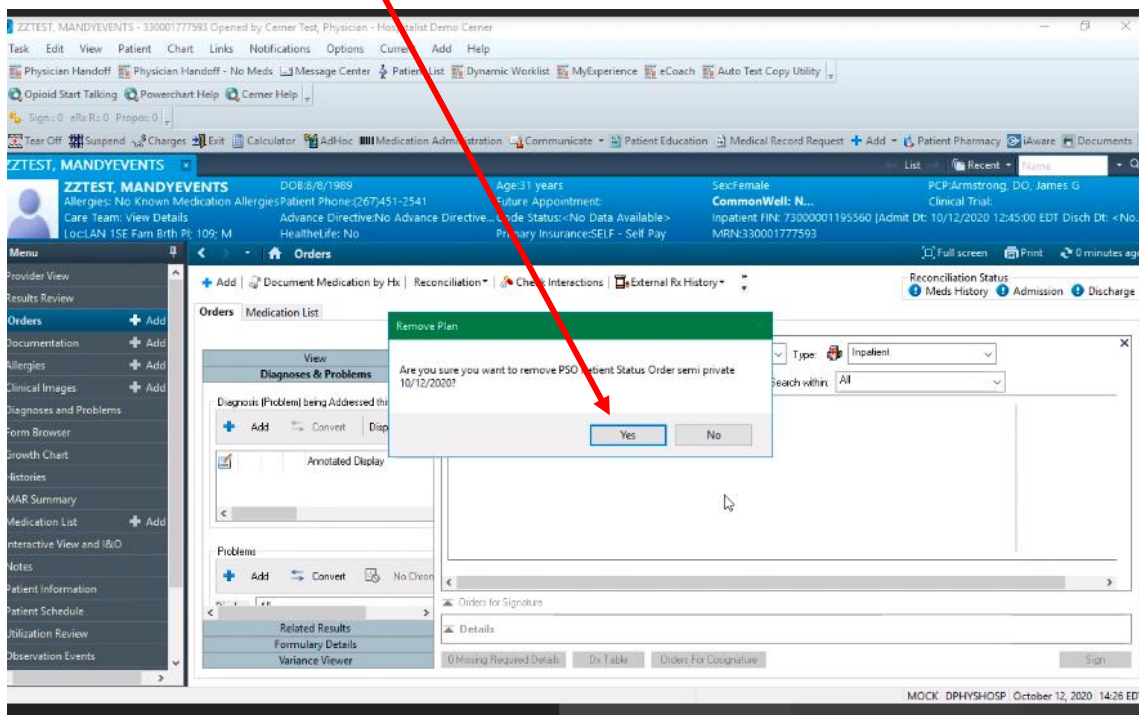 ZZTEST, MANDYEVENTS - 330001777593 Opened by Cerner Test, Physician - Hospitalist Demo Cerner
Task Edit View Patient Chart Links Notifications Options Current Add Help
Physician Handoff Physician Handoff - No Meds Message Center Patient List Dynamic Worklist MyExperience eCoach Auto Text Copy Utility
Opioid Start Talking Powerchart Help Cerner Help
Sign.: 0 eRx R.: 0 Propos: 0
Tear Off Suspend Charges Exit Calculator AdHoc Medication Administration Communicate Patient Education Medical Record Request Add Patient Pharmacy iAware Documents
ZZTEST, MANDYEVENTS List Recent Name
ZZTEST, MANDYEVENTS DOB:8/8/1989 Age:31 years Sex:Female PCP:Armstrong, DO, James G
Allergies: No Known Medication Allergies Patient Phone:(267)451-2541 Future Appointment: CommonWell: N... Clinical Trial:
Care Team: View Details Advance Directive:No Advance Directive... Code Status:<No Data Available> Inpatient FIN: 73000001195560 [Admit Dt: 10/12/2020 12:45:00 EDT Disch Dt: <No...
Loc:LAN 1SE Fam Brth Pl; 109; M HealtheLife: No Primary Insurance:SELF - Self Pay MRN:330001777593
Menu Orders Full screen Print 0 minutes ago
Provider View
Results Review
Orders Add
Documentation Add
Allergies Add
Clinical Images Add
Diagnoses and Problems
Form Browser
Growth Chart
Histories
MAR Summary
Medication List Add
Interactive View and I&O
Notes
Patient Information
Patient Schedule
Utilization Review
Observation Events
Add Document Medication by Hx Reconciliation Check Interactions External Rx History
Reconciliation Status
Meds History Admission Discharge
Orders Medication List
View
Diagnoses & Problems
Diagnosis (Problem) being Addressed thi
Add Convert Disp
Annotated Display
Problems
Add Convert No Chron
All
Related Results
Formulary Details
Variance Viewer
Remove Plan
Are you sure you want to remove PSO Patient Status Order semi private
10/12/2020?
Yes No
Type: Inpatient
Search within: All
Orders for Signature
Details
0 Missing Required Details Dx Table Orders For Cosignature Sign
MOCK DPHYSHOSP October 12, 2020 14:26 EDT